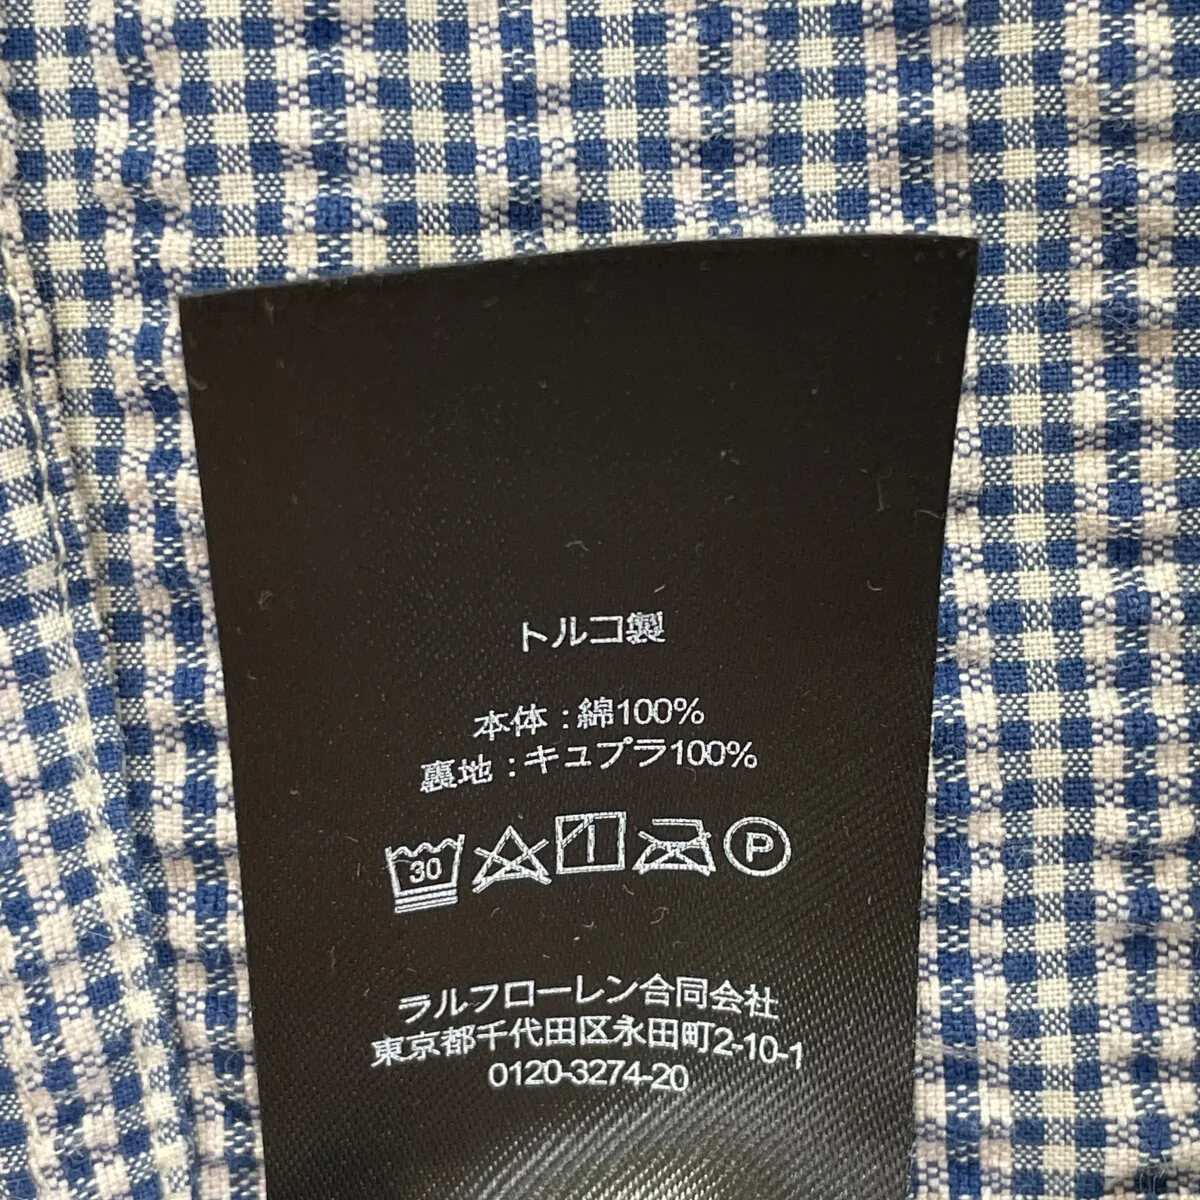 トルコ製
本体：綿100%
裏地：キュプラ100%
30 P
ラルフローレン合同会社
東京都千代田区永田町2-10-1
0120-3274-20